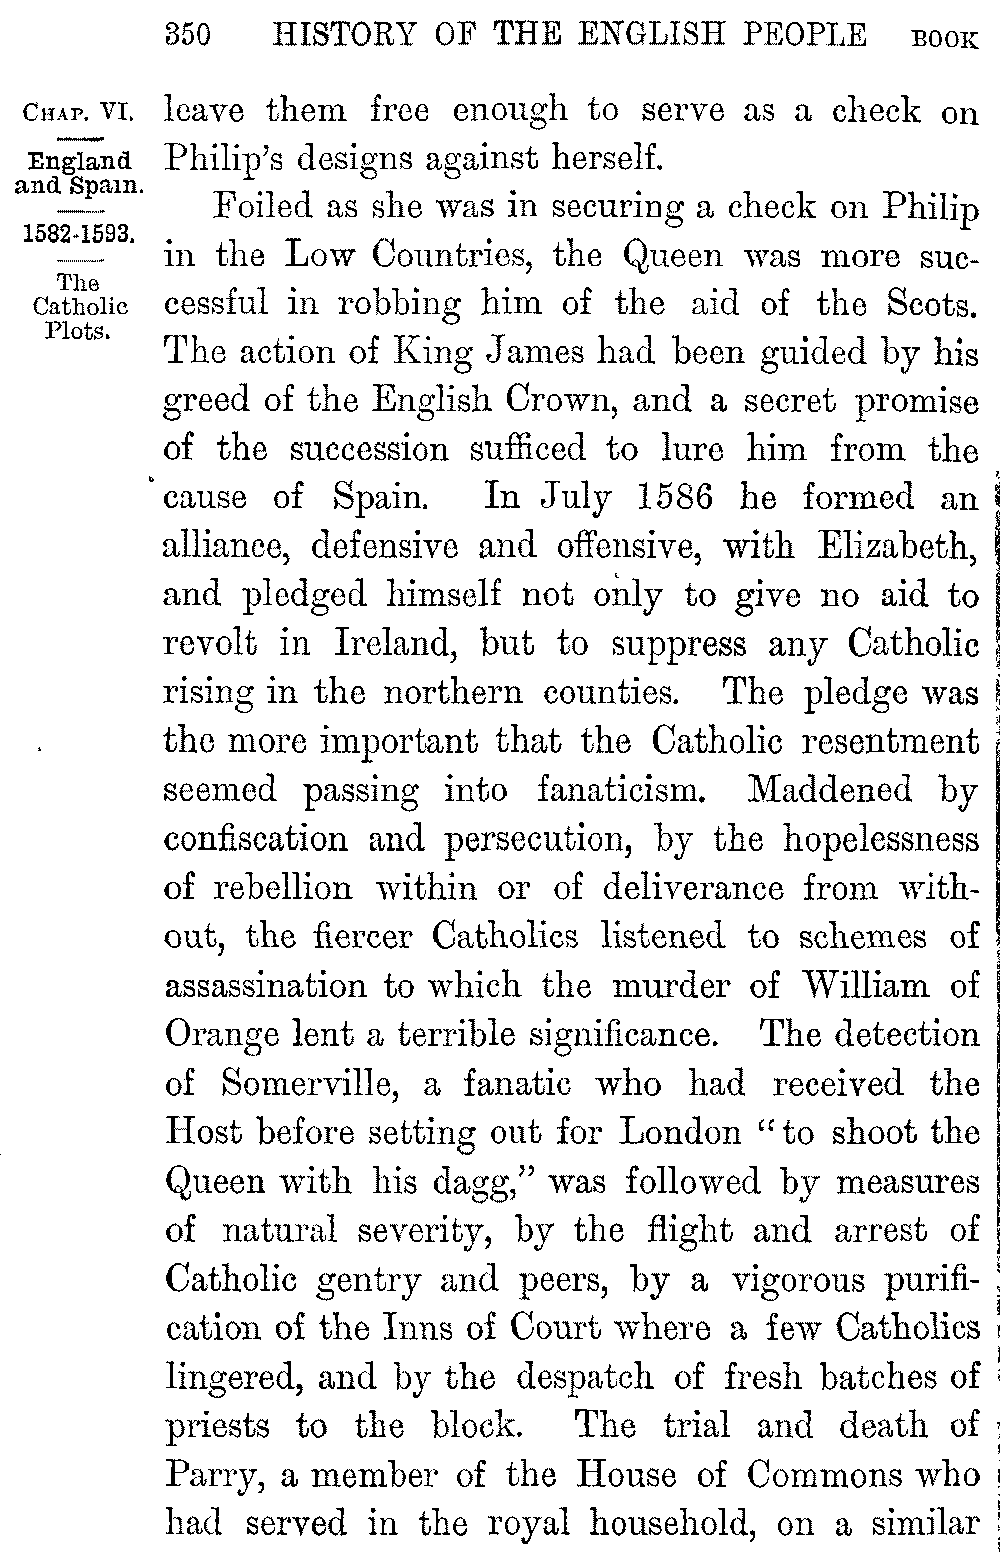 350 HISTORY OF THE ENGLISH PEOPLE BOOK
CHAP. VI.
England
and Spain.
1582-1593.
The
Catholic
Plots.
leave them free enough to serve as a check on
Philip's designs against herself.
Foiled as she was in securing a check on Philip
in the Low Countries, the Queen was more suc-
cessful in robbing him of the aid of the Scots.
The action of King James had been guided by his
greed of the English Crown, and a secret promise
of the succession sufficed to lure him from the
cause of Spain. In July 1586 he formed an
alliance, defensive and offensive, with Elizabeth,
and pledged himself not only to give no aid to
revolt in Ireland, but to suppress any Catholic
rising in the northern counties. The pledge was
the more important that the Catholic resentment
seemed passing into fanaticism. Maddened by
confiscation and persecution, by the hopelessness
of rebellion within or of deliverance from with-
out, the fiercer Catholics listened to schemes of
assassination to which the murder of William of
Orange lent a terrible significance. The detection
of Somerville, a fanatic who had received the
Host before setting out for London “to shoot the
Queen with his dagg,” was followed by measures
of natural severity, by the flight and arrest of
Catholic gentry and peers, by a vigorous purifi-
cation of the Inns of Court where a few Catholics
lingered, and by the despatch of fresh batches of
priests to the block. The trial and death of
Parry, a member of the House of Commons who
had served in the royal household, on a similar